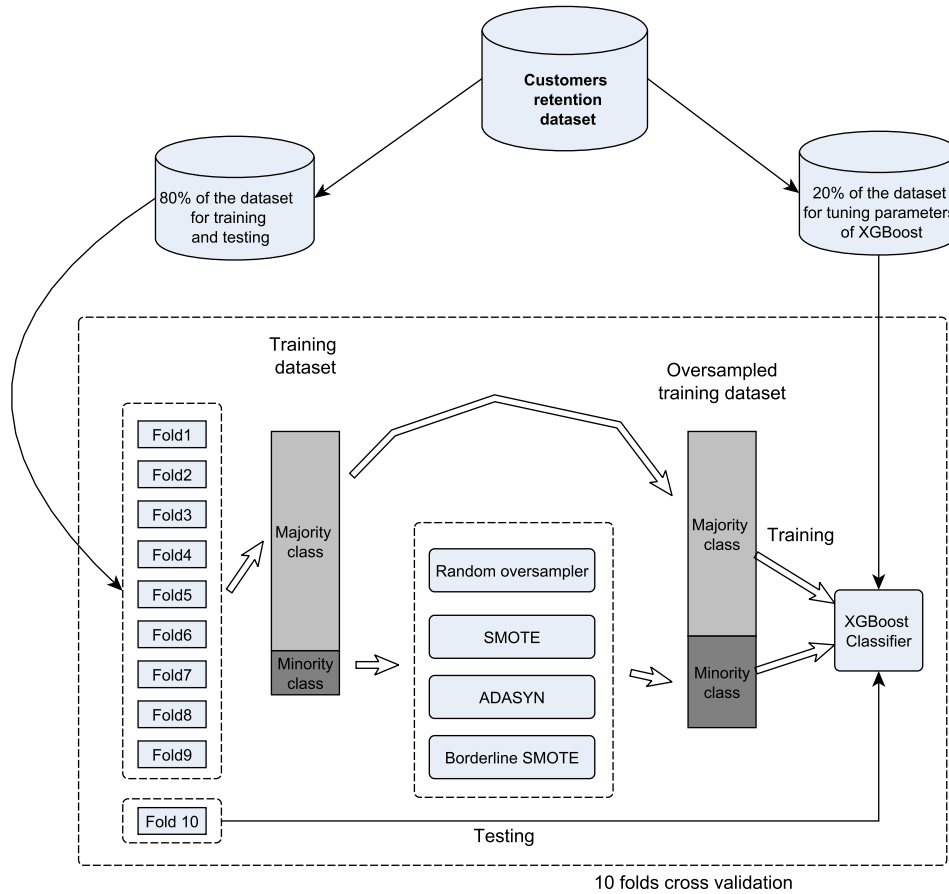 Customers
retention
dataset
80% of the dataset
for training
and testing
20% of the dataset
for tuning parameters
of XGBoost
Training
dataset
Oversampled
training dataset
Fold1
Fold2
Fold3
Fold4
Fold5
Fold6
Fold7
Fold8
Fold9
Fold 10
Majority
class
Minority
class
Random oversampler
SMOTE
ADASYN
Borderline SMOTE
Majority
class
Minority
class
Training
XGBoost
Classifier
Testing
10 folds cross validation